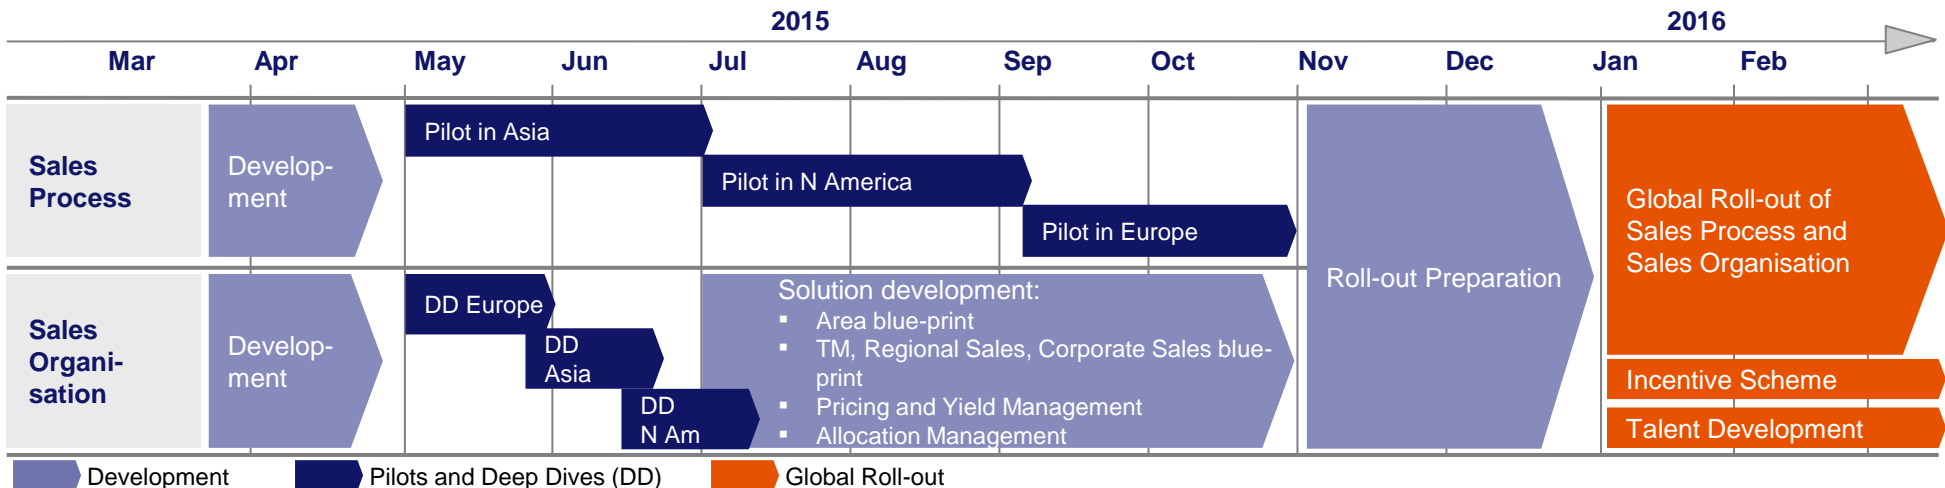 2015
2016
Mar
Apr
May
Jun
Jul
Aug
Sep
Oct
Nov
Dec
Jan
Feb
Sales
Process
Develop-
ment
Pilot in Asia
Pilot in N America
Pilot in Europe
Roll-out Preparation
Global Roll-out of
Sales Process and
Sales Organisation
Sales
Organi-
sation
Develop-
ment
DD Europe
DD
Asia
DD
N Am
Solution development:
▪ Area blue-print
▪ TM, Regional Sales, Corporate Sales blue-
print
▪ Pricing and Yield Management
▪ Allocation Management
Incentive Scheme
Talent Development
Development
Pilots and Deep Dives (DD)
Global Roll-out